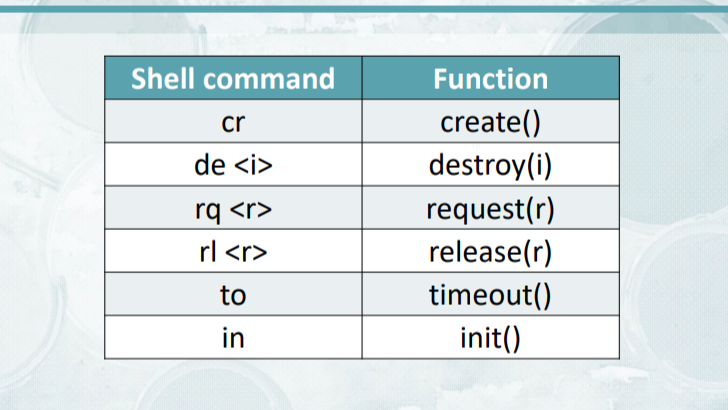 Shell command Function
cr create()
de <i> destroy(i)
rq <r> request(r)
rl <r> release(r)
to timeout()
in init()